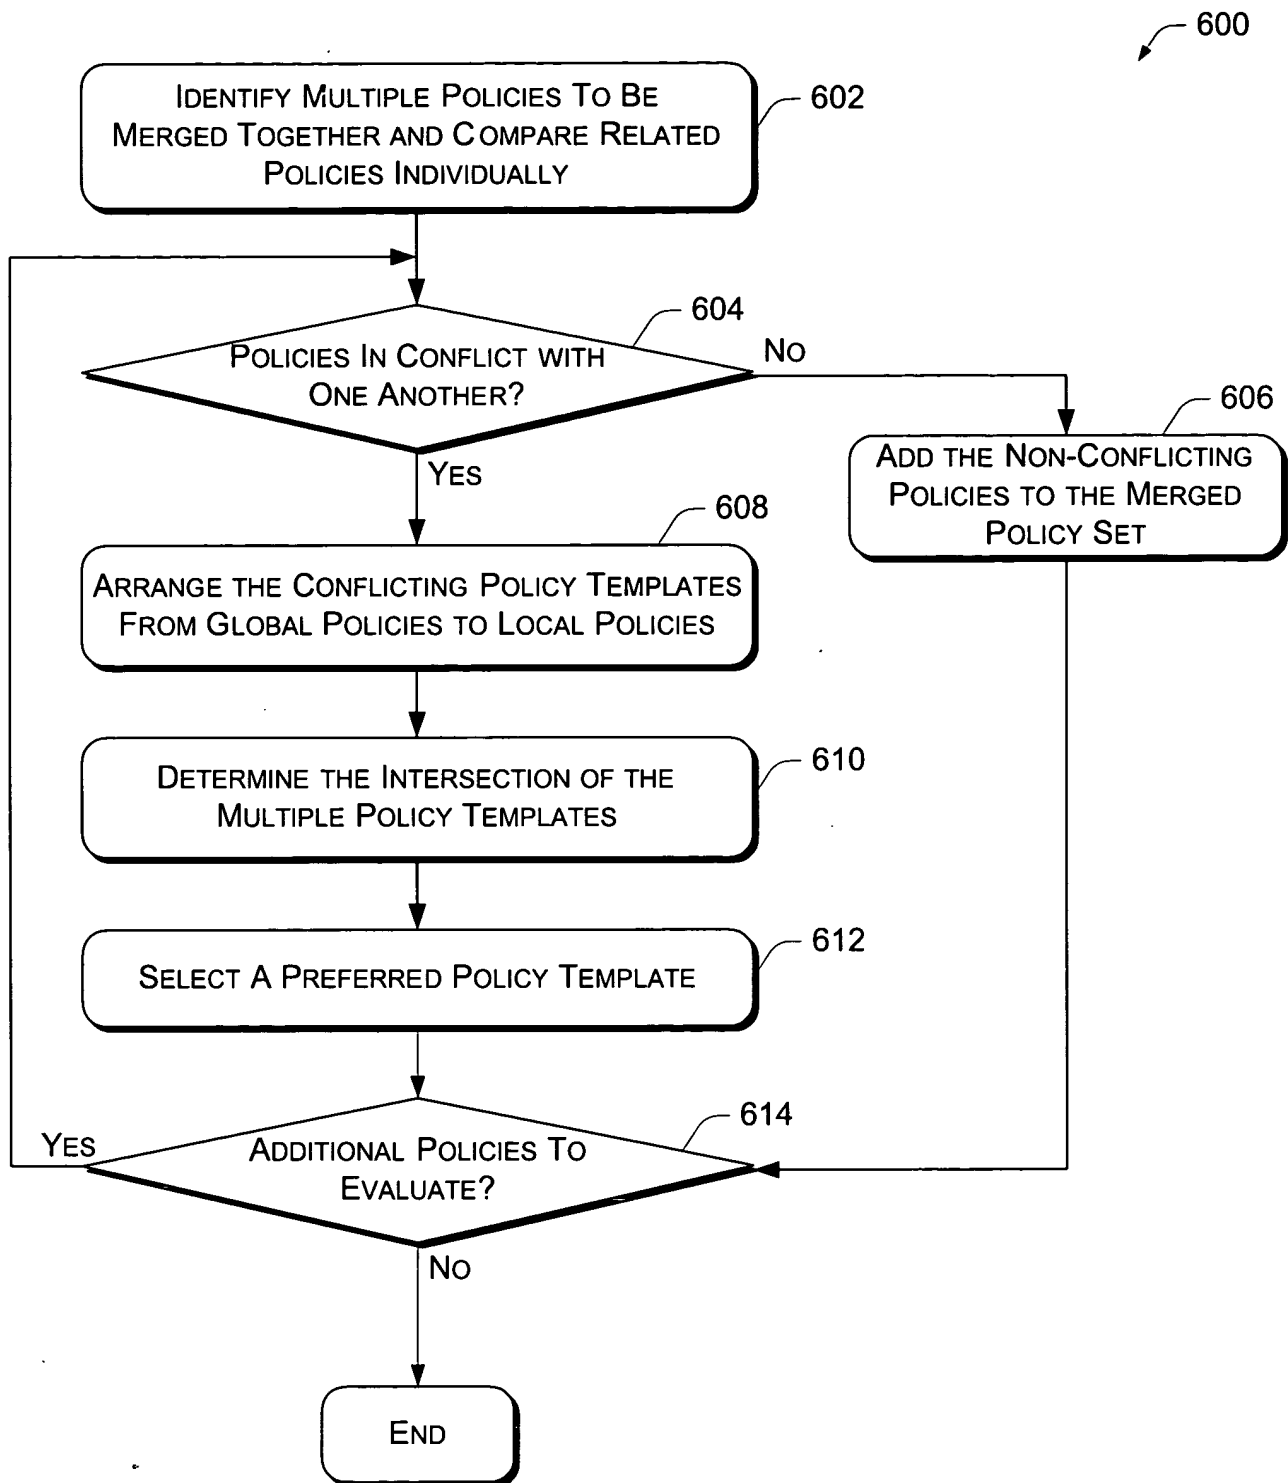 600
IDENTIFY MULTIPLE POLICIES TO BE
MERGED TOGETHER AND COMPARE RELATED
POLICIES INDIVIDUALLY
602
604
POLICIES IN CONFLICT WITH
ONE ANOTHER?
NO
YES
606
ADD THE NON-CONFLICTING
POLICIES TO THE MERGED
POLICY SET
608
ARRANGE THE CONFLICTING POLICY TEMPLATES
FROM GLOBAL POLICIES TO LOCAL POLICIES
610
DETERMINE THE INTERSECTION OF THE
MULTIPLE POLICY TEMPLATES
612
SELECT A PREFERRED POLICY TEMPLATE
614
YES
ADDITIONAL POLICIES TO
EVALUATE?
NO
END